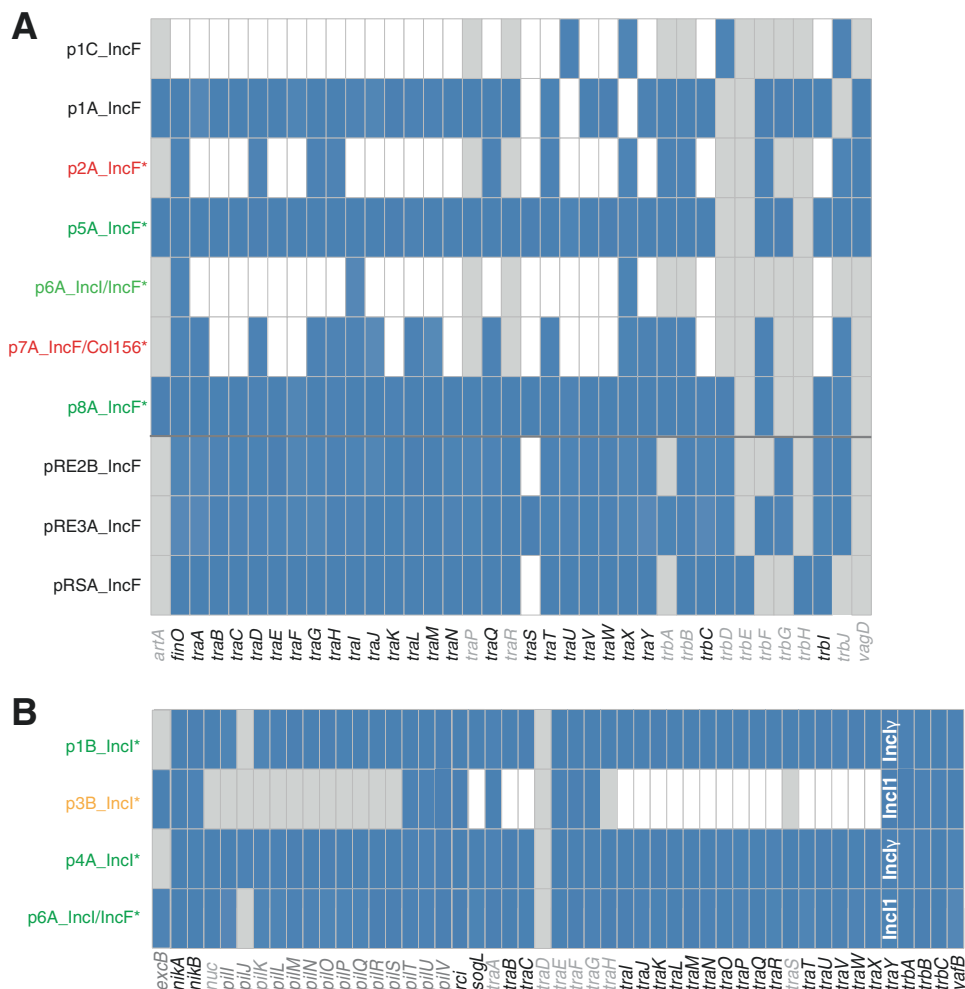 A
p1C_IncF
p1A_IncF
p2A_IncF*
p5A_IncF*
p6A_IncI/IncF*
p7A_IncF/Col156*
p8A_IncF*
pRE2B_IncF
pRE3A_IncF
pRSA_IncF
artA finO traA traB traC traD traE traF traG traH traI traJ traK traL traM traN traP traQ traR traS traT traU traV traW traX traY trbA trbB trbC trbD trbE trbF trbG trbH trbI trbJ vagD
B
p1B_IncI* IncIγ
p3B_IncI* IncI1
p4A_IncI* IncIγ
p6A_IncI/IncF* IncI1
excB nikA nikB nuc pilI pilJ pilK pilL pilM pilN pilO pilP pilQ pilR pilS pilT pilU pilV rci sogL traA traB traC traD traE traF traG traH traI traJ traK traL traM traN traO traP traQ traR traS traT traU traV traW traX traY trbA trbB trbC yafB